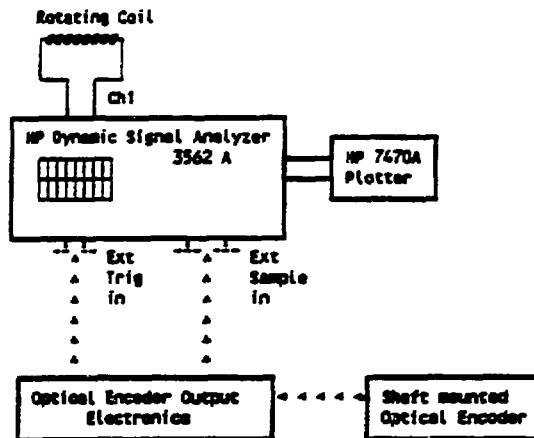 Rotating Coil
Ch1
HP Dynamic Signal Analyzer
3562 A
HP 7470A
Plotter
Ext
Trig
in
Ext
Sample
in
Optical Encoder Output
Electronics
Shaft mounted
Optical Encoder